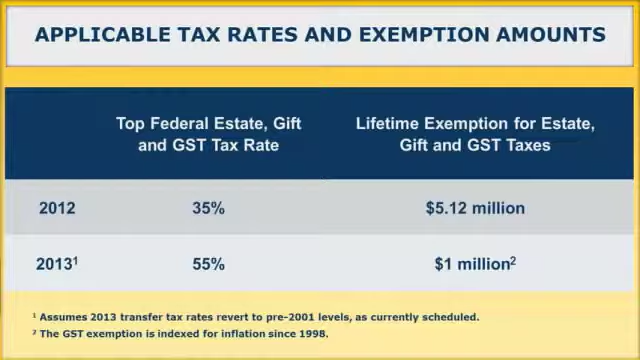 APPLICABLE TAX RATES AND EXEMPTION AMOUNTS
Top Federal Estate, Gift and GST Tax Rate
Lifetime Exemption for Estate, Gift and GST Taxes
2012 35% $5.12 million
2013¹ 55% $1 million²
¹ Assumes 2013 transfer tax rates revert to pre-2001 levels, as currently scheduled.
² The GST exemption is indexed for inflation since 1998.